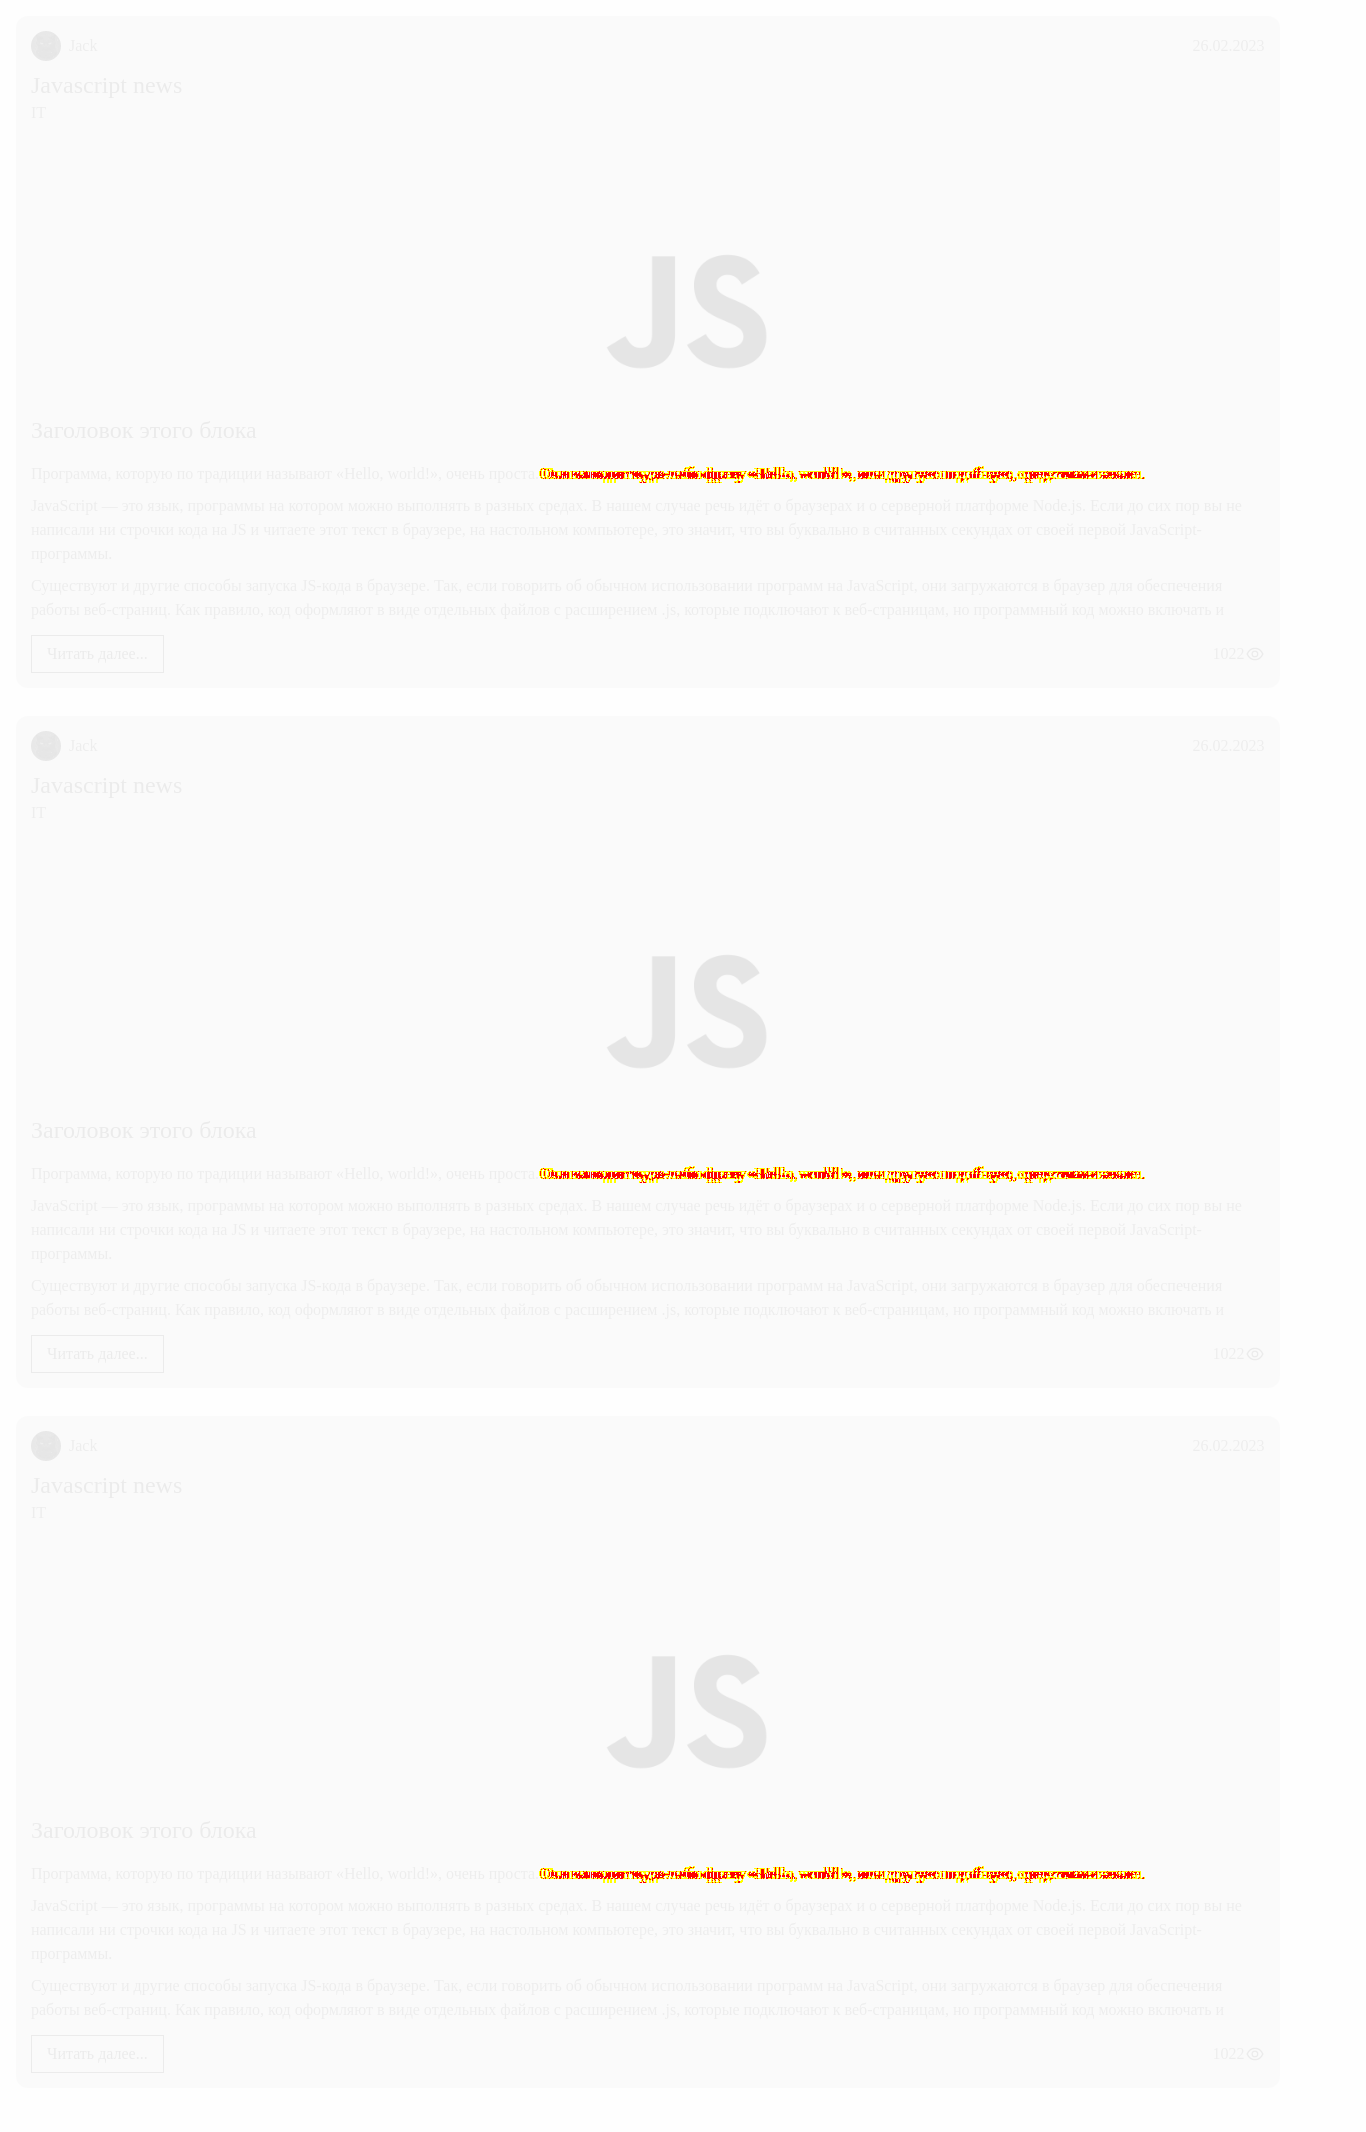 Jack
26.02.2023
Javascript news
IT
JS
Заголовок этого блока
Программа, которую по традиции называют «Hello, world!», очень проста
JavaScript — это язык, программы на котором можно выполнять в разных средах. В нашем случае речь идёт о браузерах и о серверной платформе Node.js. Если до сих пор вы не
написали ни строчки кода на JS и читаете этот текст в браузере, на настольном компьютере, это значит, что вы буквально в считанных секундах от своей первой JavaScript-
программы.
Существуют и другие способы запуска JS-кода в браузере. Так, если говорить об обычном использовании программ на JavaScript, они загружаются в браузер для обеспечения
работы веб-страниц. Как правило, код оформляют в виде отдельных файлов с расширением .js, которые подключают к веб-страницам, но программный код можно включать и
Читать далее...
1022
Jack
26.02.2023
Javascript news
IT
JS
Заголовок этого блока
Программа, которую по традиции называют «Hello, world!», очень проста
JavaScript — это язык, программы на котором можно выполнять в разных средах. В нашем случае речь идёт о браузерах и о серверной платформе Node.js. Если до сих пор вы не
написали ни строчки кода на JS и читаете этот текст в браузере, на настольном компьютере, это значит, что вы буквально в считанных секундах от своей первой JavaScript-
программы.
Существуют и другие способы запуска JS-кода в браузере. Так, если говорить об обычном использовании программ на JavaScript, они загружаются в браузер для обеспечения
работы веб-страниц. Как правило, код оформляют в виде отдельных файлов с расширением .js, которые подключают к веб-страницам, но программный код можно включать и
Читать далее...
1022
Jack
26.02.2023
Javascript news
IT
JS
Заголовок этого блока
Программа, которую по традиции называют «Hello, world!», очень проста
JavaScript — это язык, программы на котором можно выполнять в разных средах. В нашем случае речь идёт о браузерах и о серверной платформе Node.js. Если до сих пор вы не
написали ни строчки кода на JS и читаете этот текст в браузере, на настольном компьютере, это значит, что вы буквально в считанных секундах от своей первой JavaScript-
программы.
Существуют и другие способы запуска JS-кода в браузере. Так, если говорить об обычном использовании программ на JavaScript, они загружаются в браузер для обеспечения
работы веб-страниц. Как правило, код оформляют в виде отдельных файлов с расширением .js, которые подключают к веб-страницам, но программный код можно включать и
Читать далее...
1022